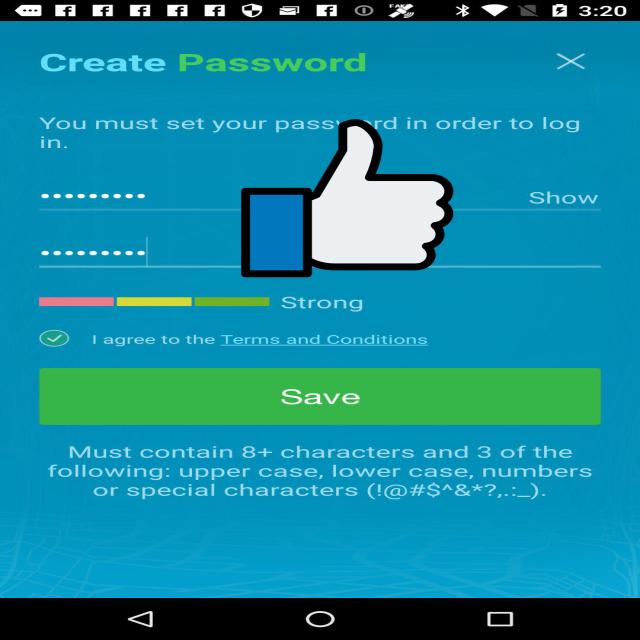 3:20
Create Password
You must set your password in order to log
in.
Show
Strong
I agree to the Terms and Conditions
Save
Must contain 8+ characters and 3 of the
following: upper case, lower case, numbers
or special characters (!@#$^&*?,.:_).